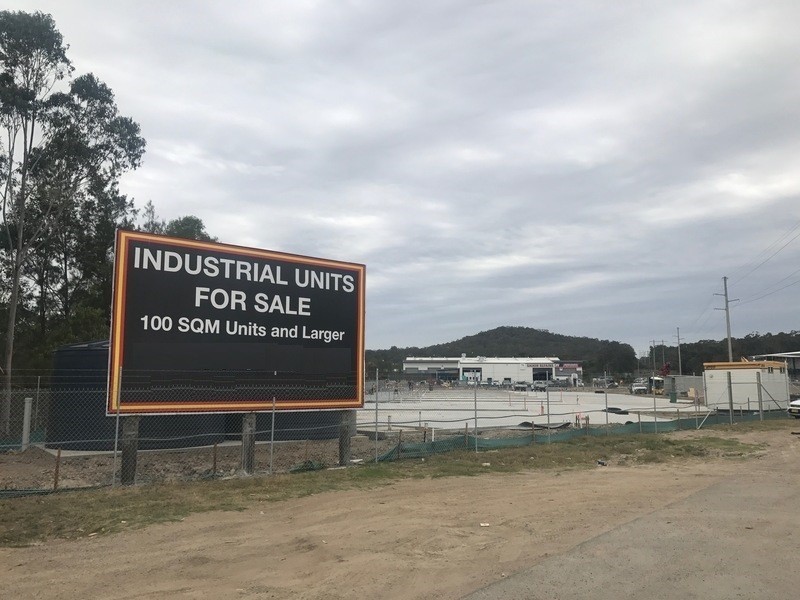 INDUSTRIAL UNITS
FOR SALE
100 SQM Units and Larger